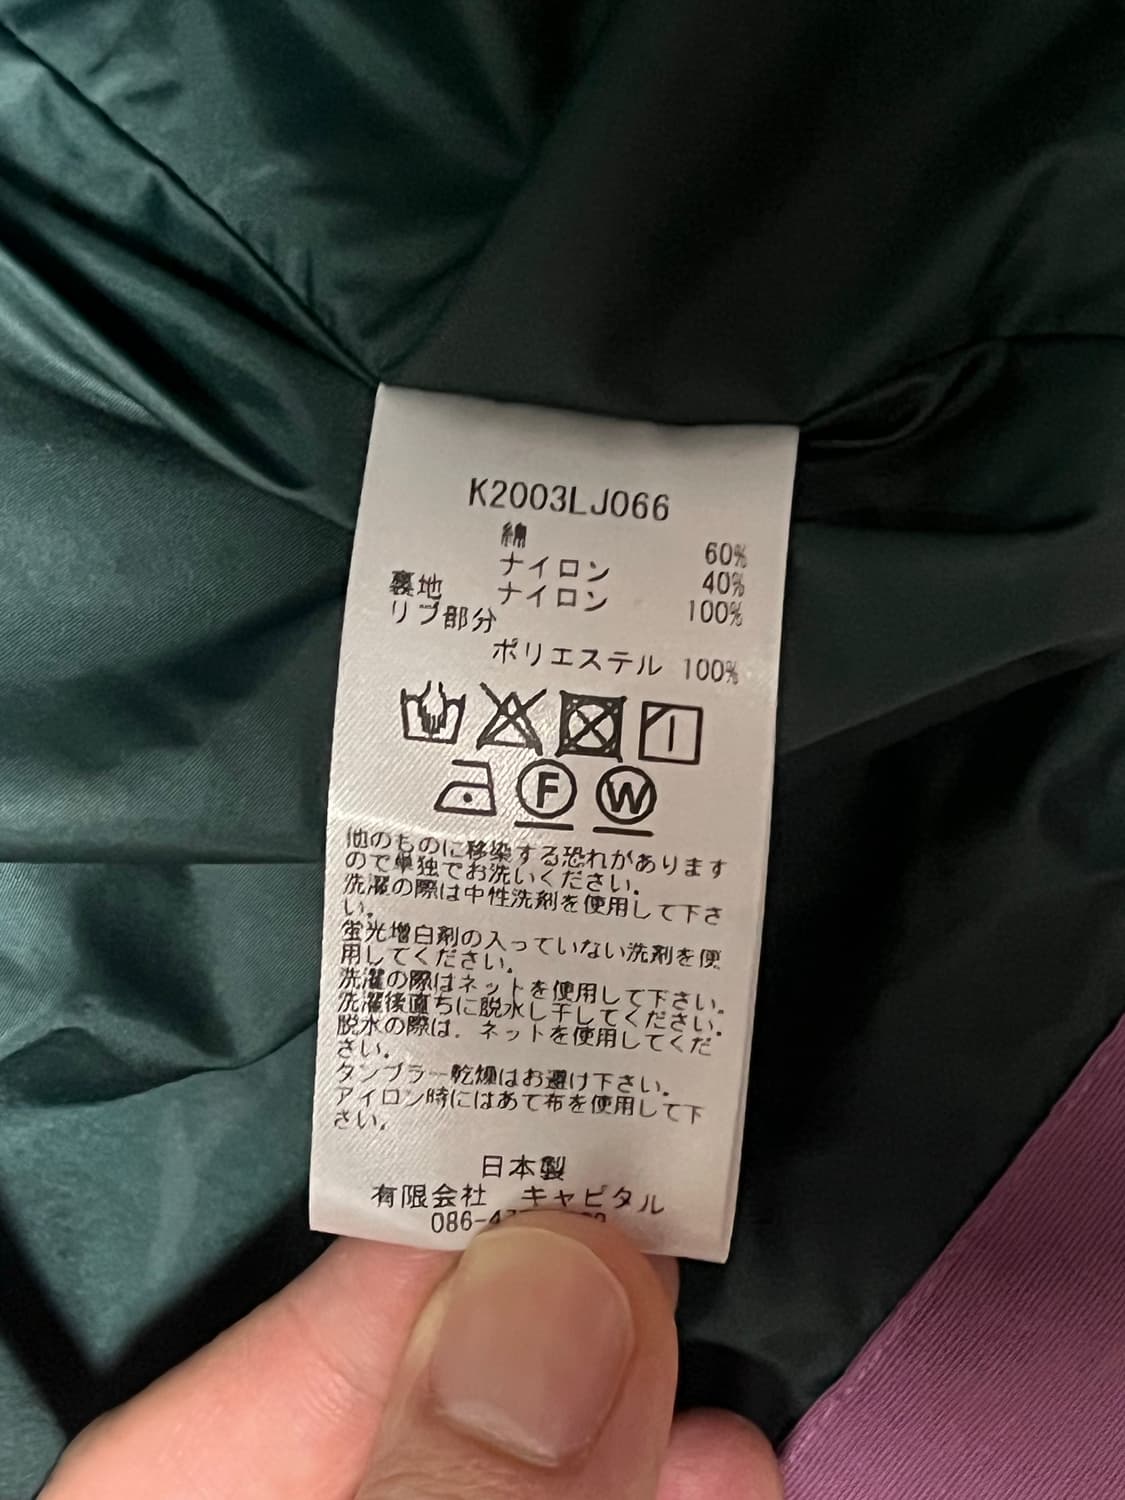 K2003LJ066
綿 60%
ナイロン 40%
裏地 ナイロン 100%
リブ部分
ポリエステル 100%
F W
他のものに移染する恐れがあります
ので単独でお洗いください。
洗濯の際は中性洗剤を使用して下さ
い。
蛍光増白剤の入っていない洗剤を使
用してください。
洗濯の際はネットを使用して下さい。
洗濯後直ちに脱水し干してください。
脱水の際は、ネットを使用してくだ
さい。
タンブラー乾燥はお避け下さい。
アイロン時にはあて布を使用して下
さい。
日本製
有限会社 キャピタル
086-4